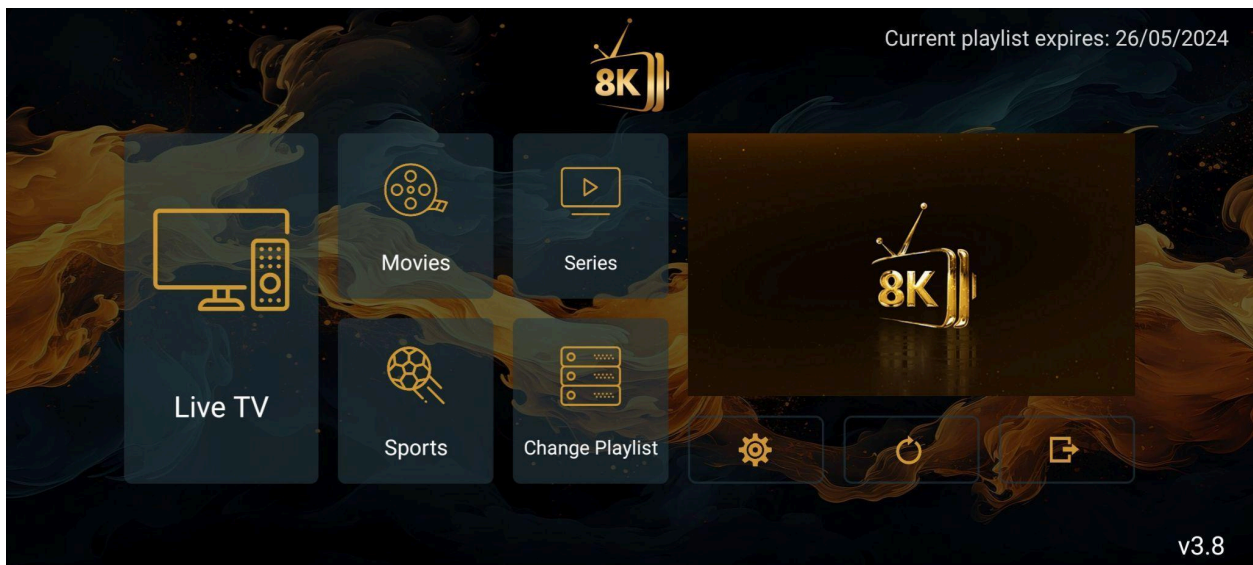 Current playlist expires: 26/05/2024
8K
Live TV
Movies
Series
8K
Sports
Change Playlist
v3.8